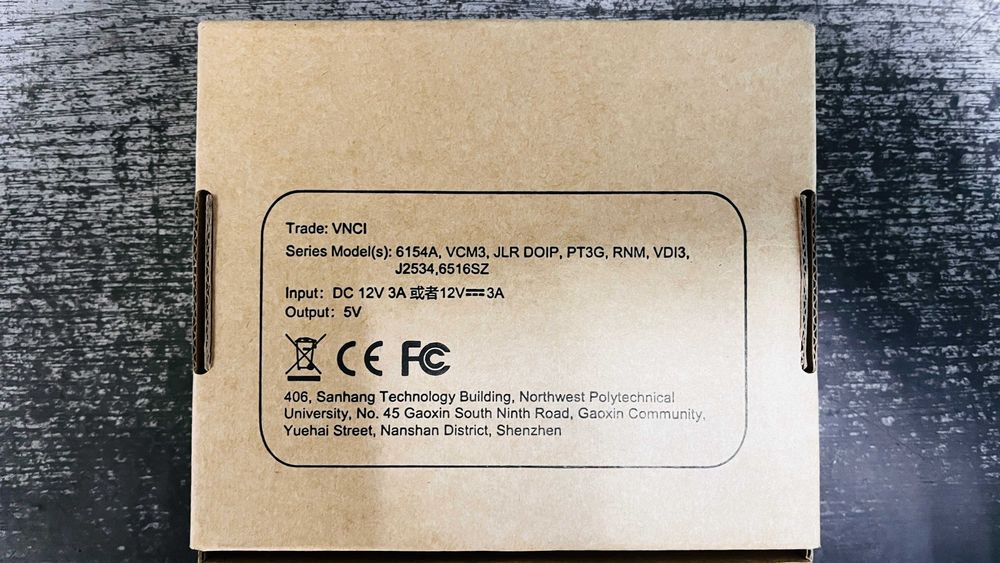 Trade: VNCI
Series Model(s): 6154A, VCM3, JLR DOIP, PT3G, RNM, VDI3,
J2534,6516SZ
Input: DC 12V 3A 或者12V⎓3A
Output: 5V
CE FC
406, Sanhang Technology Building, Northwest Polytechnical
University, No. 45 Gaoxin South Ninth Road, Gaoxin Community,
Yuehai Street, Nanshan District, Shenzhen